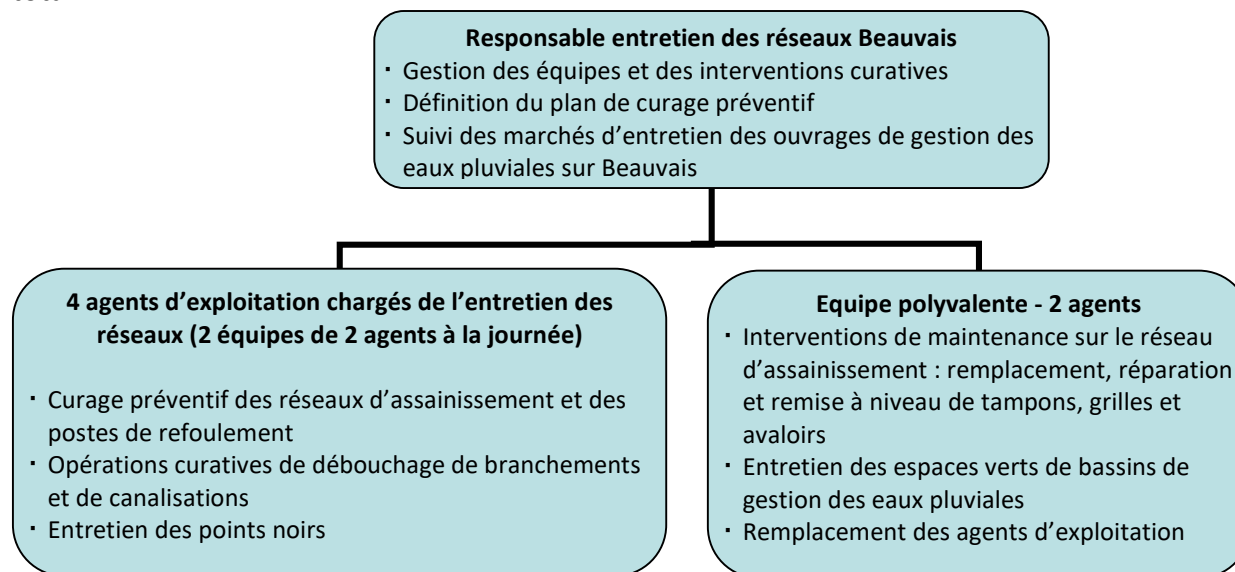 Responsable entretien des réseaux Beauvais
· Gestion des équipes et des interventions curatives
· Définition du plan de curage préventif
· Suivi des marchés d’entretien des ouvrages de gestion des
eaux pluviales sur Beauvais
4 agents d’exploitation chargés de l’entretien des
réseaux (2 équipes de 2 agents à la journée)
· Curage préventif des réseaux d’assainissement et des
postes de refoulement
· Opérations curatives de débouchage de branchements
et de canalisations
· Entretien des points noirs
Equipe polyvalente - 2 agents
· Interventions de maintenance sur le réseau
d’assainissement : remplacement, réparation
et remise à niveau de tampons, grilles et
avaloirs
· Entretien des espaces verts de bassins de
gestion des eaux pluviales
· Remplacement des agents d’exploitation